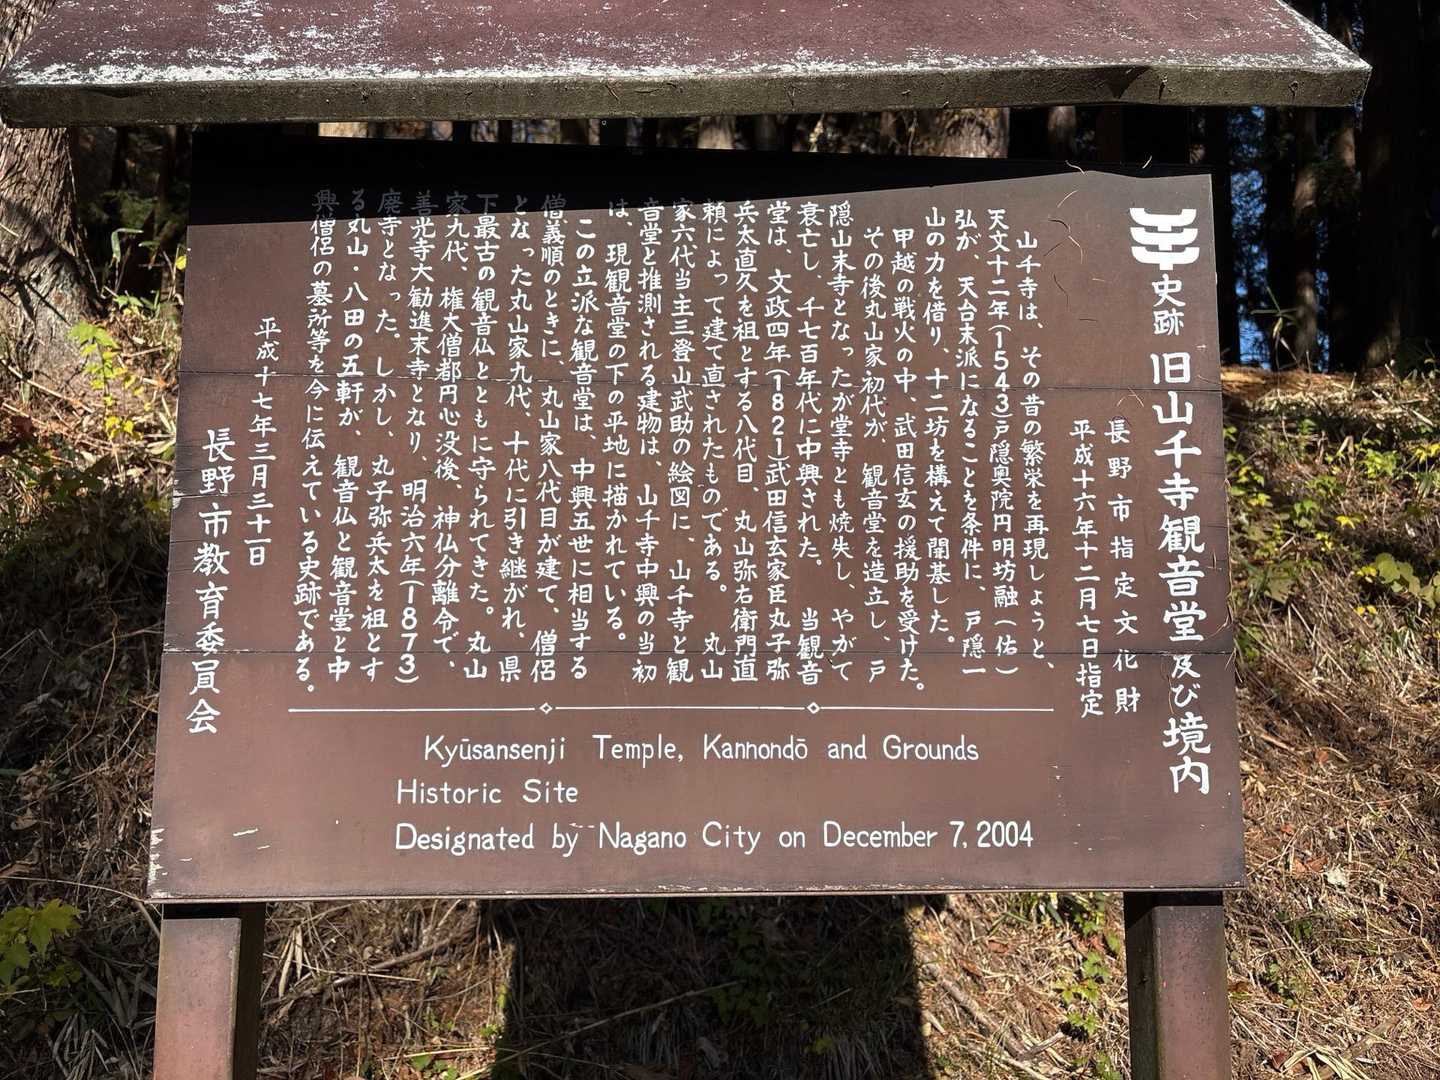 史跡 旧山千寺観音堂及び境内
長野市指定文化財
平成十六年十二月七日指定
山千寺は、その昔の繁栄を再現しようと、
天文十二年(1543)戸隠奥院円明坊融(佑)
弘が、天台末派になることを条件に、戸隠一
山の力を借り、十二坊を構えて開基した。
甲越の戦火の中、武田信玄の援助を受けた。
その後丸山家初代が、観音堂を造立し、戸
隠山末寺となったが堂寺とも焼失し、やがて
衰亡し、千七百年代に中興された。 当観音
堂は、文政四年(1821)武田信玄家臣丸子弥
兵太直久を祖とする八代目、丸山弥右衛門直
頼によって建て直されたものである。 丸山
家六代当主三登山武助の絵図に、山千寺と観
音堂と推測される建物は、山千寺中興の当初
は、現観音堂の下の平地に描かれている。
この立派な観音堂は、中興五世に相当する
僧義順のときに、丸山家八代目が建て、僧侶
となった丸山家九代、十代に引き継がれ、県
下最古の観音仏とともに守られてきた。丸山
家九代、権大僧都円心没後、神仏分離令で、
善光寺大勧進末寺となり、明治六年(1873)
廃寺となった。しかし、丸子弥兵太を祖とす
る丸山・八田の五軒が、観音仏と観音堂と中
興僧侶の墓所等を今に伝えている史跡である。
平成十七年三月三十一日
長野市教育委員会
Kyūsansenji Temple, Kannondō and Grounds
Historic Site
Designated by Nagano City on December 7, 2004